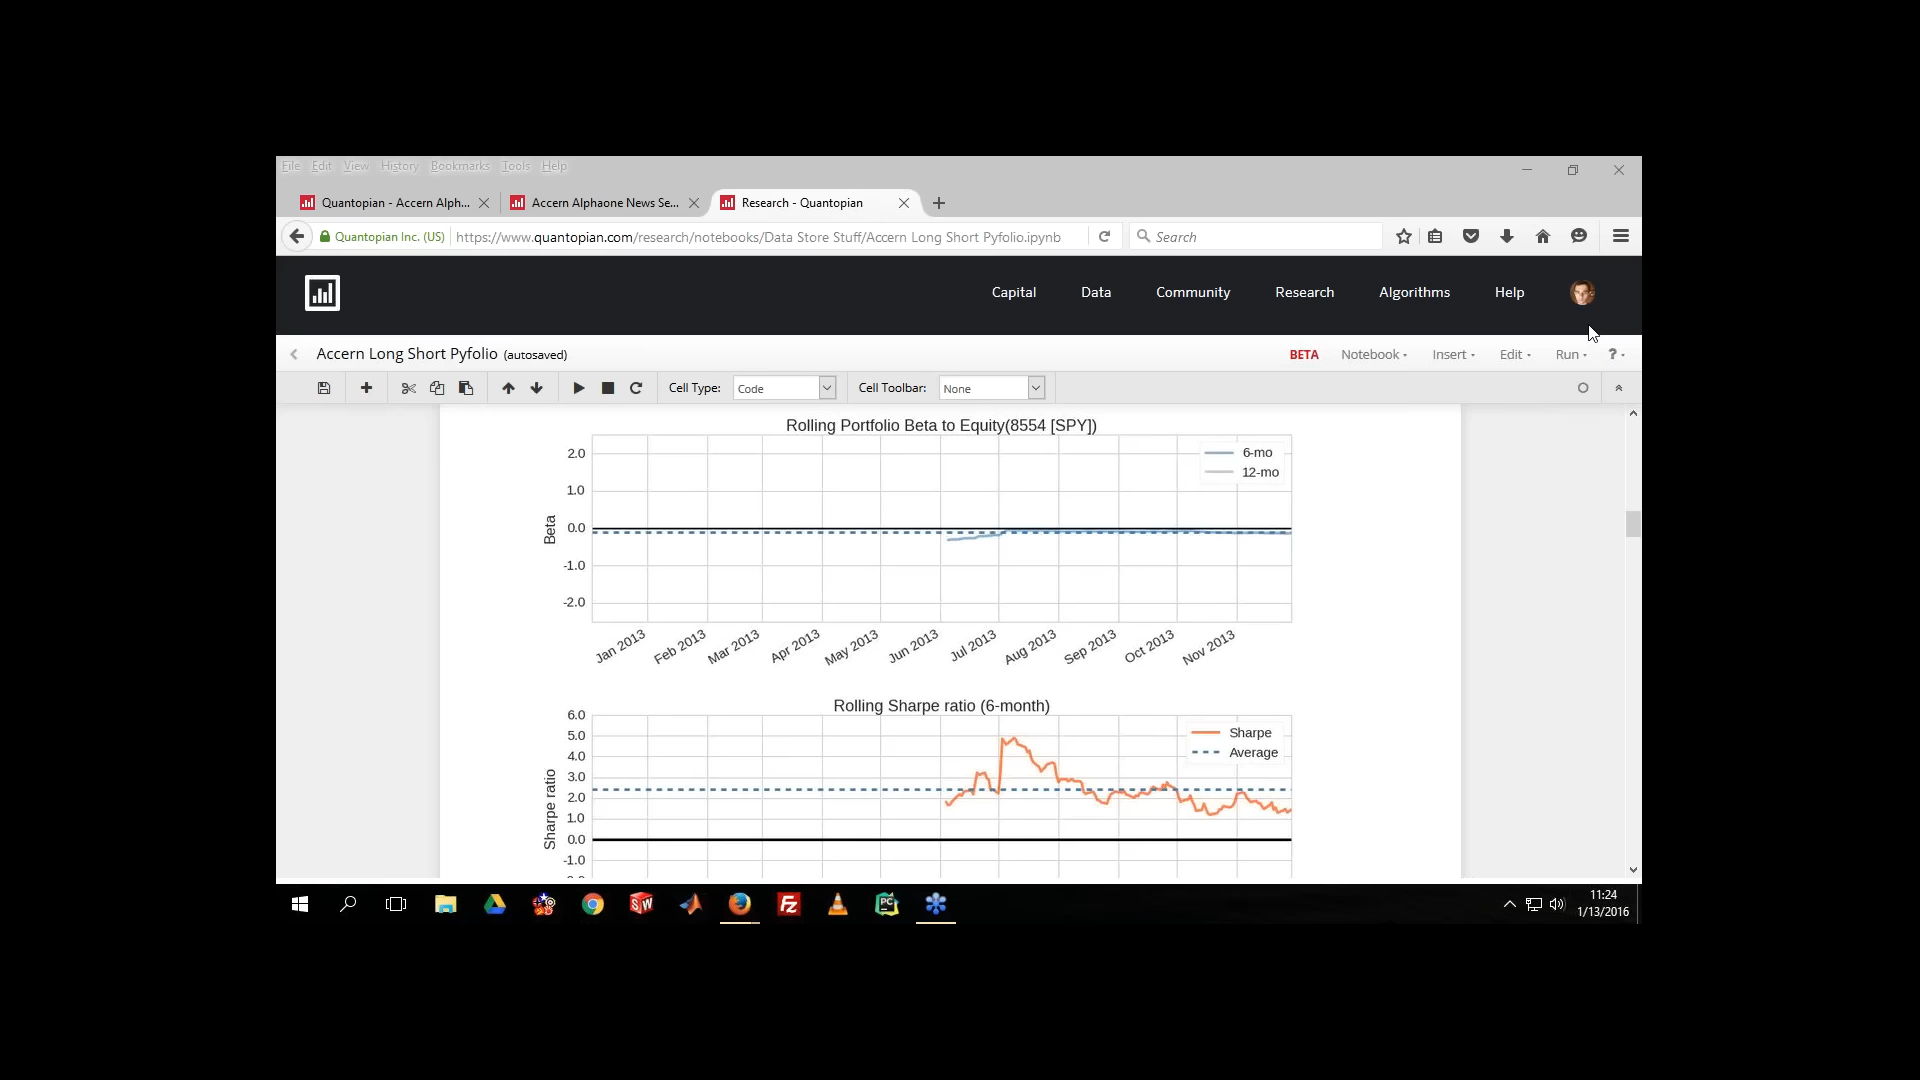 File Edit View History Bookmarks Tools Help
Quantopian - Accern Alph... Accern Alphaone News Se... Research - Quantopian
Quantopian Inc. (US) https://www.quantopian.com/research/notebooks/Data Store Stuff/Accern Long Short Pyfolio.ipynb Search
Capital Data Community Research Algorithms Help
Accern Long Short Pyfolio (autosaved) BETA Notebook Insert Edit Run ?
Cell Type: Code Cell Toolbar: None
Rolling Portfolio Beta to Equity(8554 [SPY])
2.0
1.0
0.0
-1.0
-2.0
Beta
6-mo
12-mo
Jan 2013 Feb 2013 Mar 2013 Apr 2013 May 2013 Jun 2013 Jul 2013 Aug 2013 Sep 2013 Oct 2013 Nov 2013
Rolling Sharpe ratio (6-month)
6.0
5.0
4.0
3.0
2.0
1.0
0.0
-1.0
Sharpe ratio
Sharpe
Average
SW
Fz
PC
11:24
1/13/2016